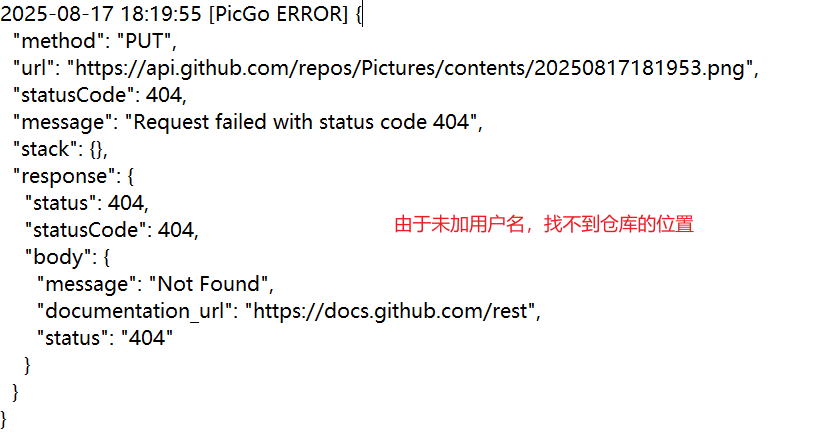 2025-08-17 18:19:55 [PicGo ERROR] {
"method": "PUT",
"url": "https://api.github.com/repos/Pictures/contents/20250817181953.png",
"statusCode": 404,
"message": "Request failed with status code 404",
"stack": {},
"response": {
"status": 404,
"statusCode": 404,
由于未加用户名，找不到仓库的位置
"body": {
"message": "Not Found",
"documentation_url": "https://docs.github.com/rest",
"status": "404"
}
}
}